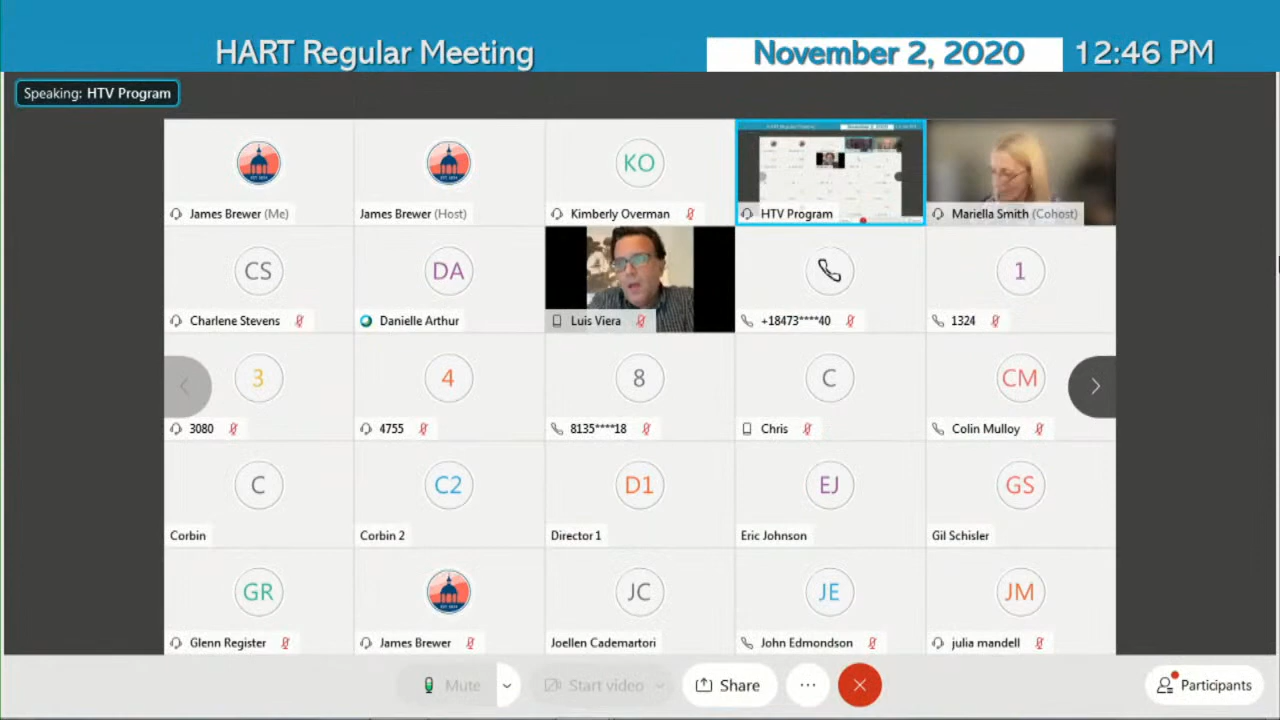 HART Regular Meeting
November 2, 2020
12:46 PM
Speaking: HTV Program
James Brewer (Me)
James Brewer (Host)
KO
Kimberly Overman
HTV Program
Mariella Smith (Cohost)
CS
Charlene Stevens
DA
Danielle Arthur
Luis Viera
+18473****40
1
1324
3
3080
4
4755
8
8135****18
C
Chris
CM
Colin Mulloy
C
Corbin
C2
Corbin 2
D1
Director 1
EJ
Eric Johnson
GS
Gil Schisler
GR
Glenn Register
James Brewer
JC
Joellen Cademartori
JE
John Edmondson
JM
julia mandell
Mute
Start video
Share
Participants